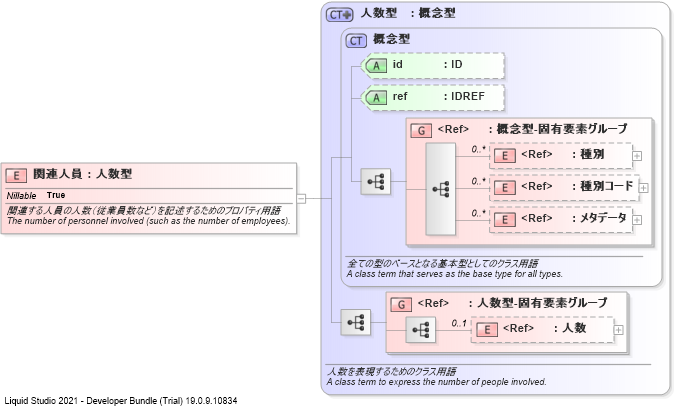 CT 人数型 : 概念型
CT 概念型
A id : ID
A ref : IDREF
G <Ref> : 概念型-固有要素グループ
0..* E <Ref> : 種別
0..* E <Ref> : 種別コード
0..* E <Ref> : メタデータ
E 関連人員 : 人数型
Nillable True
関連する人員の人数(従業員数など)を記述するためのプロパティ用語
The number of personnel involved (such as the number of employees).
全ての型のベースとなる基本型としてのクラス用語
A class term that serves as the base type for all types.
G <Ref> : 人数型-固有要素グループ
0..1 E <Ref> : 人数
人数を表現するためのクラス用語
A class term to express the number of people involved.
Liquid Studio 2021 - Developer Bundle (Trial) 19.0.9.10834